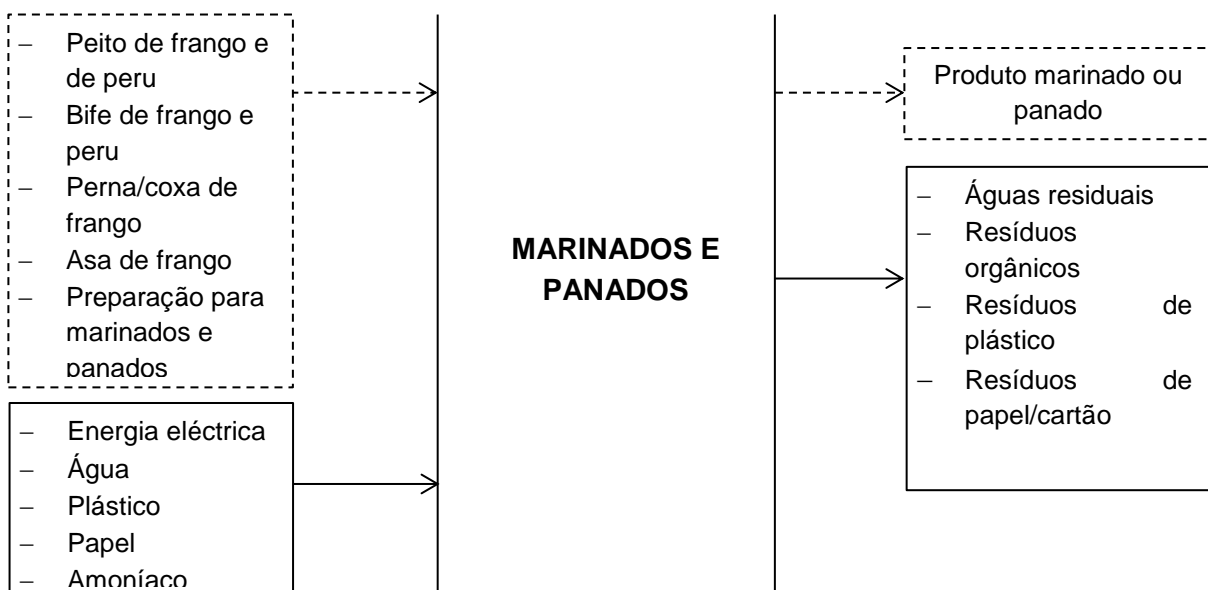 – Peito de frango e
de peru
– Bife de frango e
peru
– Perna/coxa de
frango
– Asa de frango
– Preparação para
marinados e
panados
– Energia eléctrica
– Água
– Plástico
– Papel
– Amoníaco
MARINADOS E
PANADOS
Produto marinado ou
panado
– Águas residuais
– Resíduos
orgânicos
– Resíduos de
plástico
– Resíduos de
papel/cartão